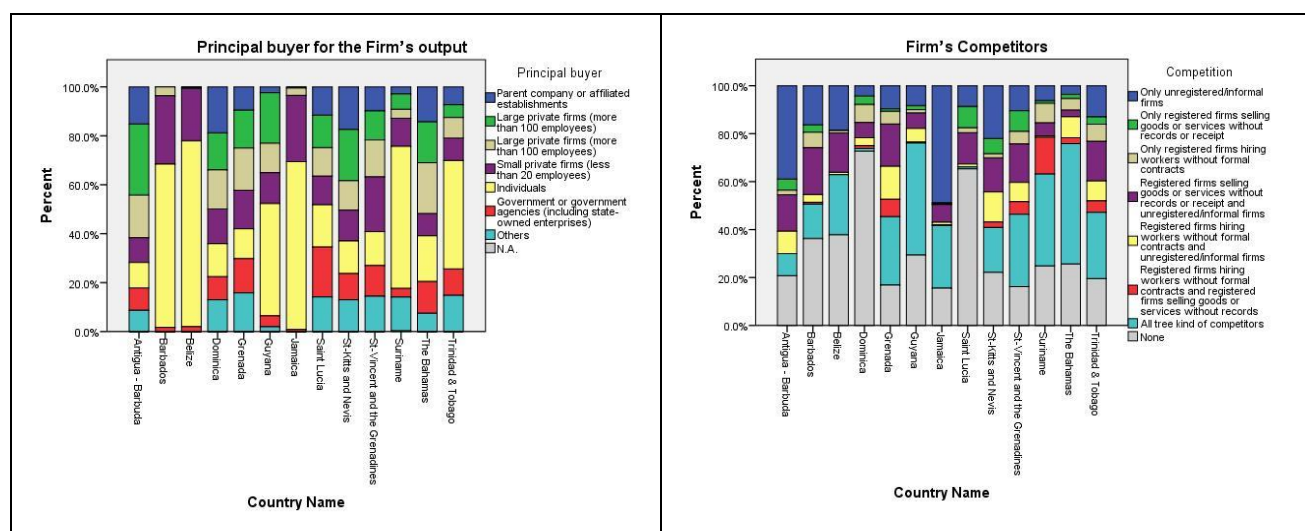 Principal buyer for the Firm's output
Principal buyer
Parent company or affiliated
establishments
Large private firms (more
than 100 employees)
Large private firms (more
than 100 employees)
Small private firms (less
than 20 employees)
Individuals
Government or government
agencies (including state-
owned enterprises)
Others
N.A.
100.0%
80.0%
60.0%
40.0%
20.0%
0.0%
Percent
Antigua - Barbuda
Barbados
Belize
Dominica
Grenada
Guyana
Jamaica
Saint Lucia
St-Kitts and Nevis
St-Vincent and the Grenadines
Suriname
The Bahamas
Trinidad & Tobago
Country Name
Firm's Competitors
Competition
Only unregistered/informal
firms
Only registered firms selling
goods or services without
records or receipt
Only registered firms hiring
workers without formal
contracts
Registered firms selling
goods or services without
records or receipt and
unregistered/informal firms
Registered firms hiring
workers without formal
contracts and
unregistered/informal firms
Registered firms hiring
workers without formal
contracts and registered
firms selling goods or
services without records
All tree kind of competitors
None
100.0%
80.0%
60.0%
40.0%
20.0%
0.0%
Percent
Antigua - Barbuda
Barbados
Belize
Dominica
Grenada
Guyana
Jamaica
Saint Lucia
St-Kitts and Nevis
St-Vincent and the Grenadines
Suriname
The Bahamas
Trinidad & Tobago
Country Name